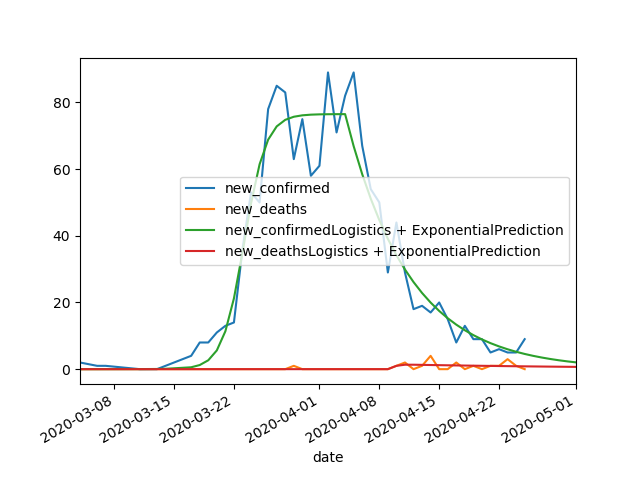 80
60
40
20
0
new_confirmed
new_deaths
new_confirmedLogistics + ExponentialPrediction
new_deathsLogistics + ExponentialPrediction
2020-03-08
2020-03-15
2020-03-22
2020-04-01
2020-04-08
2020-04-15
2020-04-22
2020-05-01
date